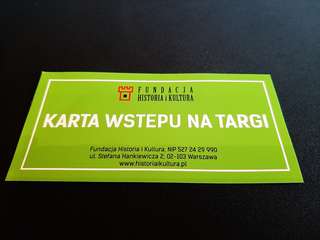 FUNDACJA
HISTORIA i KULTURA
KARTA WSTEPU NA TARGI
Fundacja Historia i Kultura; NIP 527 24 29 990
ul. Stefana Hankiewicza 2; 02-103 Warszawa
www.historiaikultura.pl